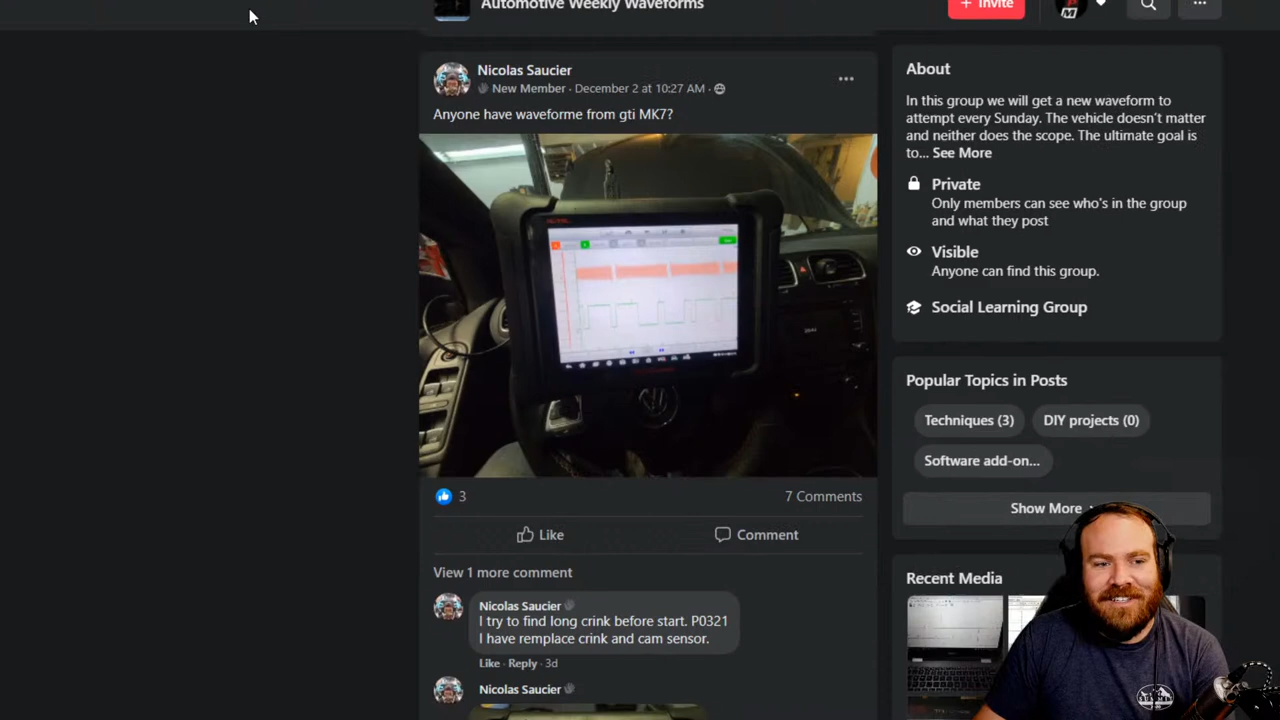 Automotive Weekly Waveforms
+ Invite
Nicolas Saucier
New Member · December 2 at 10:27 AM ·
Anyone have waveforme from gti MK7?
3
7 Comments
Like
Comment
View 1 more comment
Nicolas Saucier
I try to find long crink before start. P0321
I have remplace crink and cam sensor.
Like · Reply · 3d
Nicolas Saucier
About
In this group we will get a new waveform to
attempt every Sunday. The vehicle doesn't matter
and neither does the scope. The ultimate goal is
to... See More
Private
Only members can see who's in the group
and what they post
Visible
Anyone can find this group.
Social Learning Group
Popular Topics in Posts
Techniques (3)
DIY projects (0)
Software add-on...
Show More
Recent Media